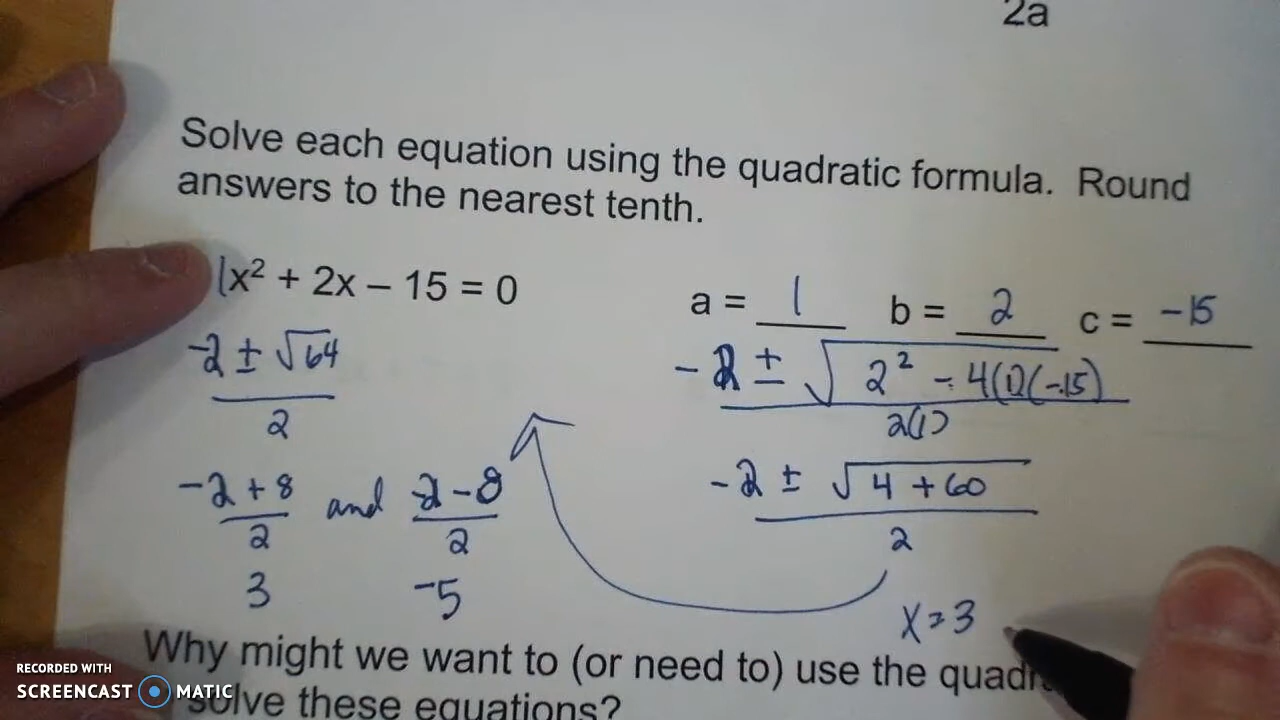 2a
Solve each equation using the quadratic formula. Round
answers to the nearest tenth.
1x² + 2x – 15 = 0
a = 1 b = 2 c = -15
-2 ± √64
2
-2 ± √2² - 4(1)(-15)
2(1)
-2 ± √4 + 60
2
-2 + 8 and -2 - 8
2 2
3 -5
x = 3
Why might we want to (or need to) use the
solve these equations?
RECORDED WITH
SCREENCAST MATIC